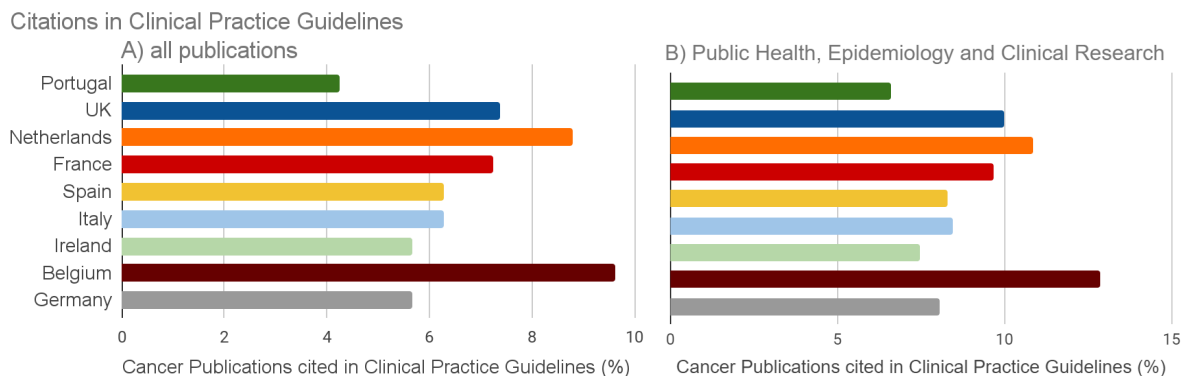 Citations in Clinical Practice Guidelines
A) all publications
Portugal
UK
Netherlands
France
Spain
Italy
Ireland
Belgium
Germany
0 2 4 6 8 10
Cancer Publications cited in Clinical Practice Guidelines (%)
B) Public Health, Epidemiology and Clinical Research
0 5 10 15
Cancer Publications cited in Clinical Practice Guidelines (%)